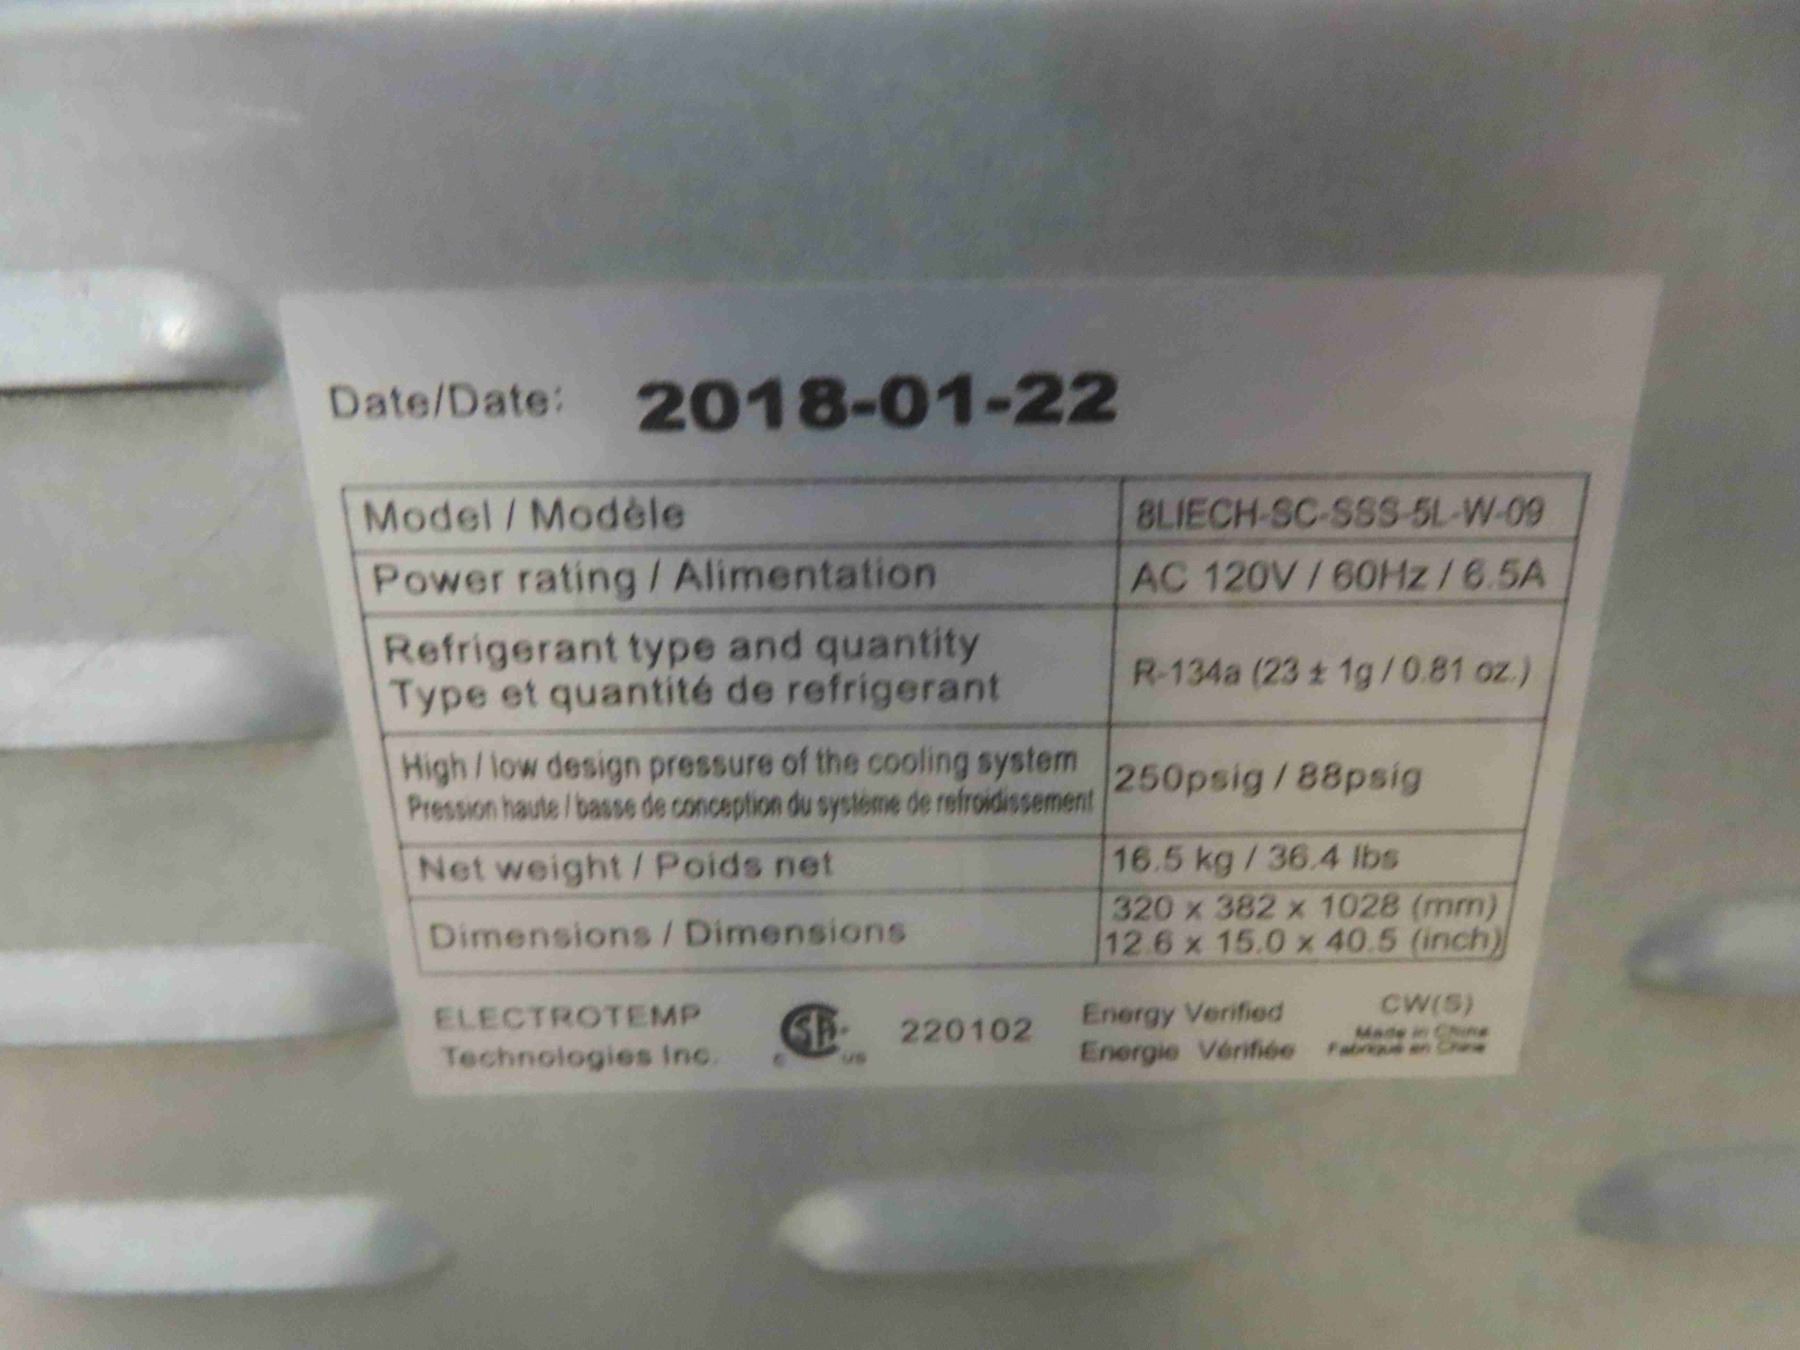 Date/Date: 2018-01-22
Model / Modèle 8LIECH-SC-SSS-5L-W-09
Power rating / Alimentation AC 120V / 60Hz / 6.5A
Refrigerant type and quantity
Type et quantité de refrigerant R-134a (23 ± 1g / 0.81 oz.)
High / low design pressure of the cooling system
Pression haute / basse de conception du système de refroidissement 250psig / 88psig
Net weight / Poids net 16.5 kg / 36.4 lbs
Dimensions / Dimensions 320 x 382 x 1028 (mm)
12.6 x 15.0 x 40.5 (inch)
ELECTROTEMP
Technologies Inc.
C SA US
220102
Energy Verified
Energie Vérifiée
CW(S)
Made in China
Fabriqué en Chine